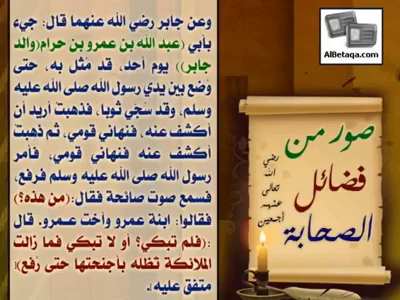 AlBetaqa.com
صور من
فضائل
الصحابة
رضي
الله
تعالى
عنهم
أجمعين
وعن جابر رضي الله عنهما قال: جيء
بأبي (عبد الله بن عمرو بن حرام(والد
جابر)) يوم أحد، قد مُثل به، حتى
وضع بين يدي رسول الله صلى الله عليه
وسلم، وقد سجي ثوبا، فذهبت أريد أن
أكشف عنه، فنهاني قومي، ثم ذهبت
أكشف عنه فنهاني قومي، فأمر
رسول الله صلى الله عليه وسلم فرفع،
فسمع صوت صائحة فقال:(من هذه؟)
فقالوا: ابنة عمرو وأخت عمرو. قال
:(فلم تبكي؟ أو لا تبكي فما زالت
الملائكة تظله بأجنحتها حتى رفع)(
متفق عليه).